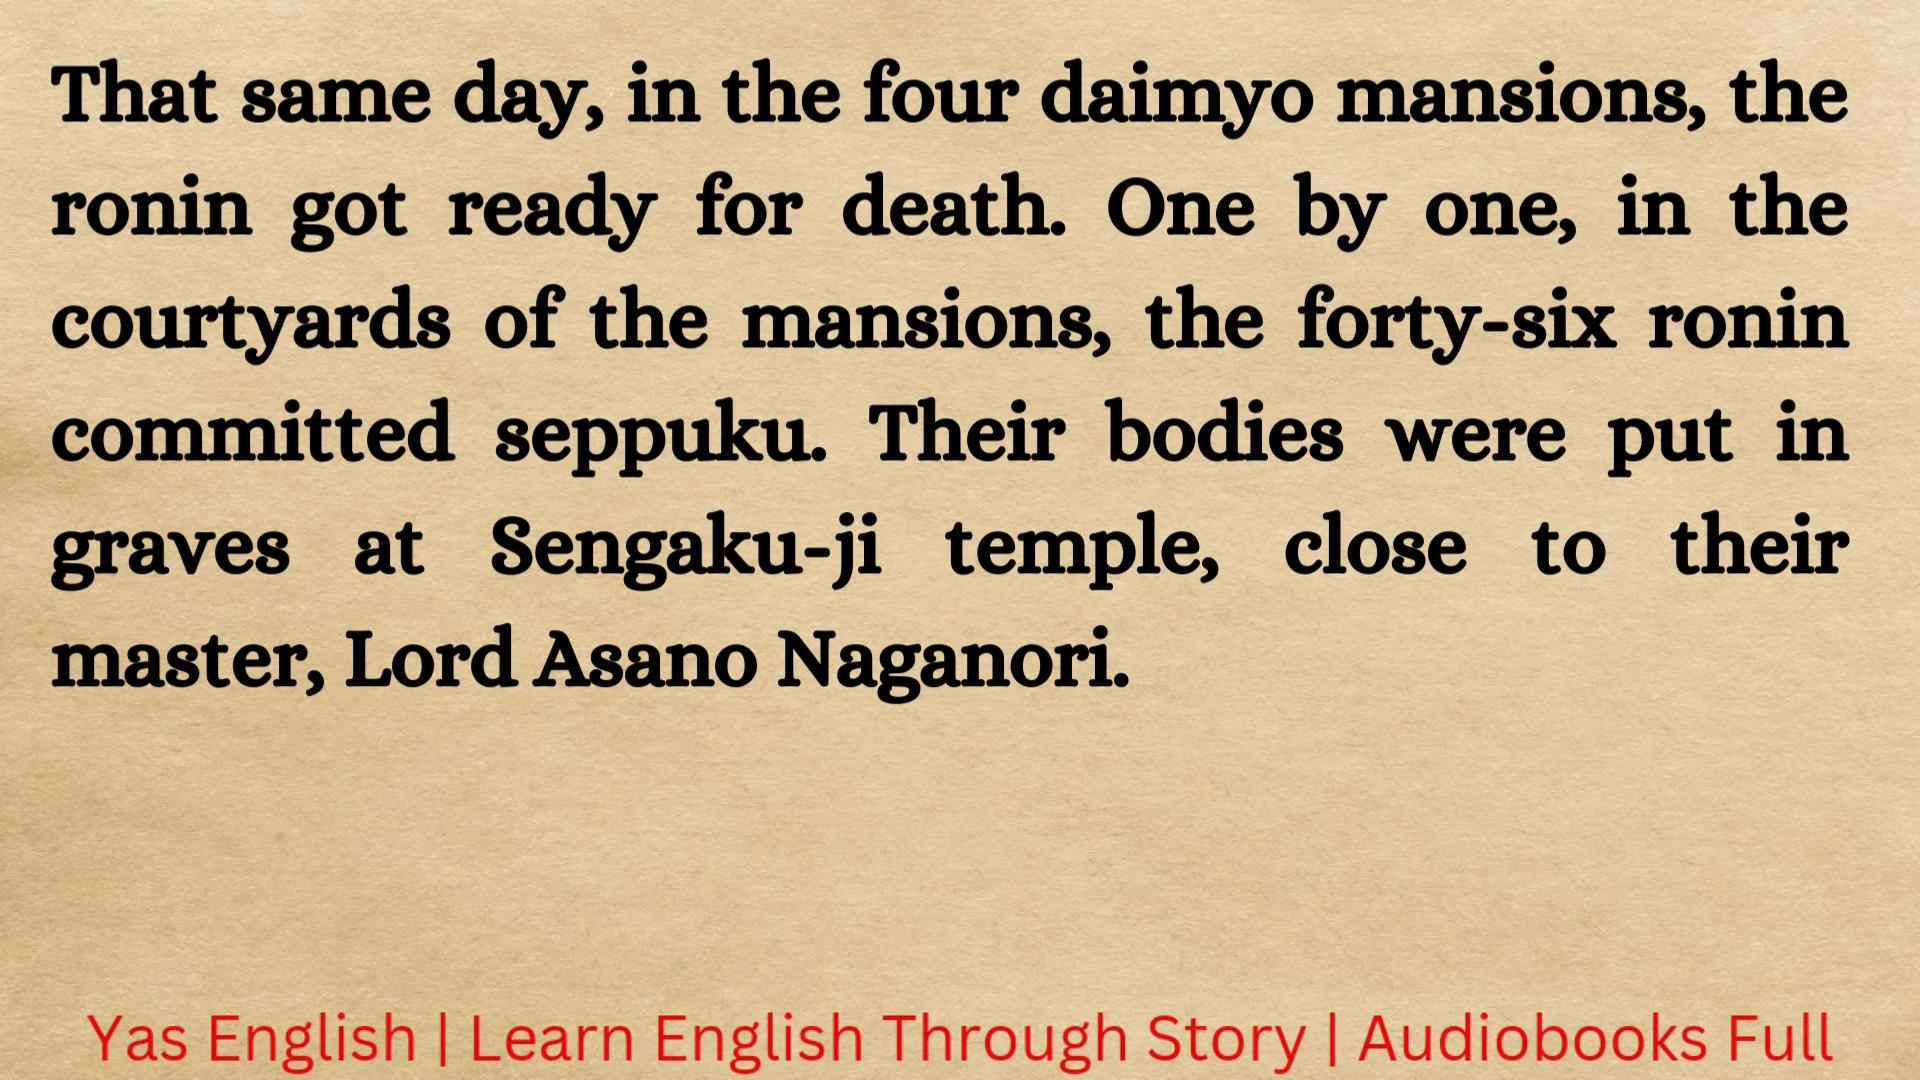 That same day, in the four daimyo mansions, the
ronin got ready for death. One by one, in the
courtyards of the mansions, the forty-six ronin
committed seppuku. Their bodies were put in
graves at Sengaku-ji temple, close to their
master, Lord Asano Naganori.
Yas English | Learn English Through Story | Audiobooks Full